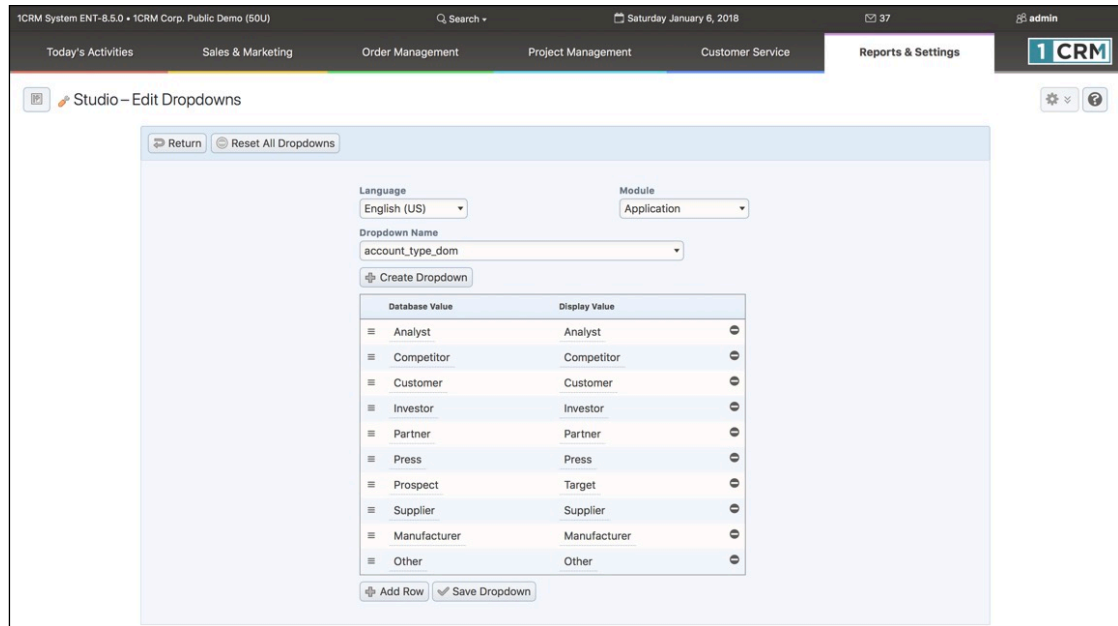 1CRM System ENT-8.5.0 • 1CRM Corp. Public Demo (50U) Search Saturday January 6, 2018 37 admin
Today's Activities Sales & Marketing Order Management Project Management Customer Service Reports & Settings 1 CRM
Studio – Edit Dropdowns ?
Return Reset All Dropdowns
Language Module
English (US) Application
Dropdown Name
account_type_dom
Create Dropdown
Database Value Display Value
Analyst Analyst
Competitor Competitor
Customer Customer
Investor Investor
Partner Partner
Press Press
Prospect Target
Supplier Supplier
Manufacturer Manufacturer
Other Other
Add Row Save Dropdown